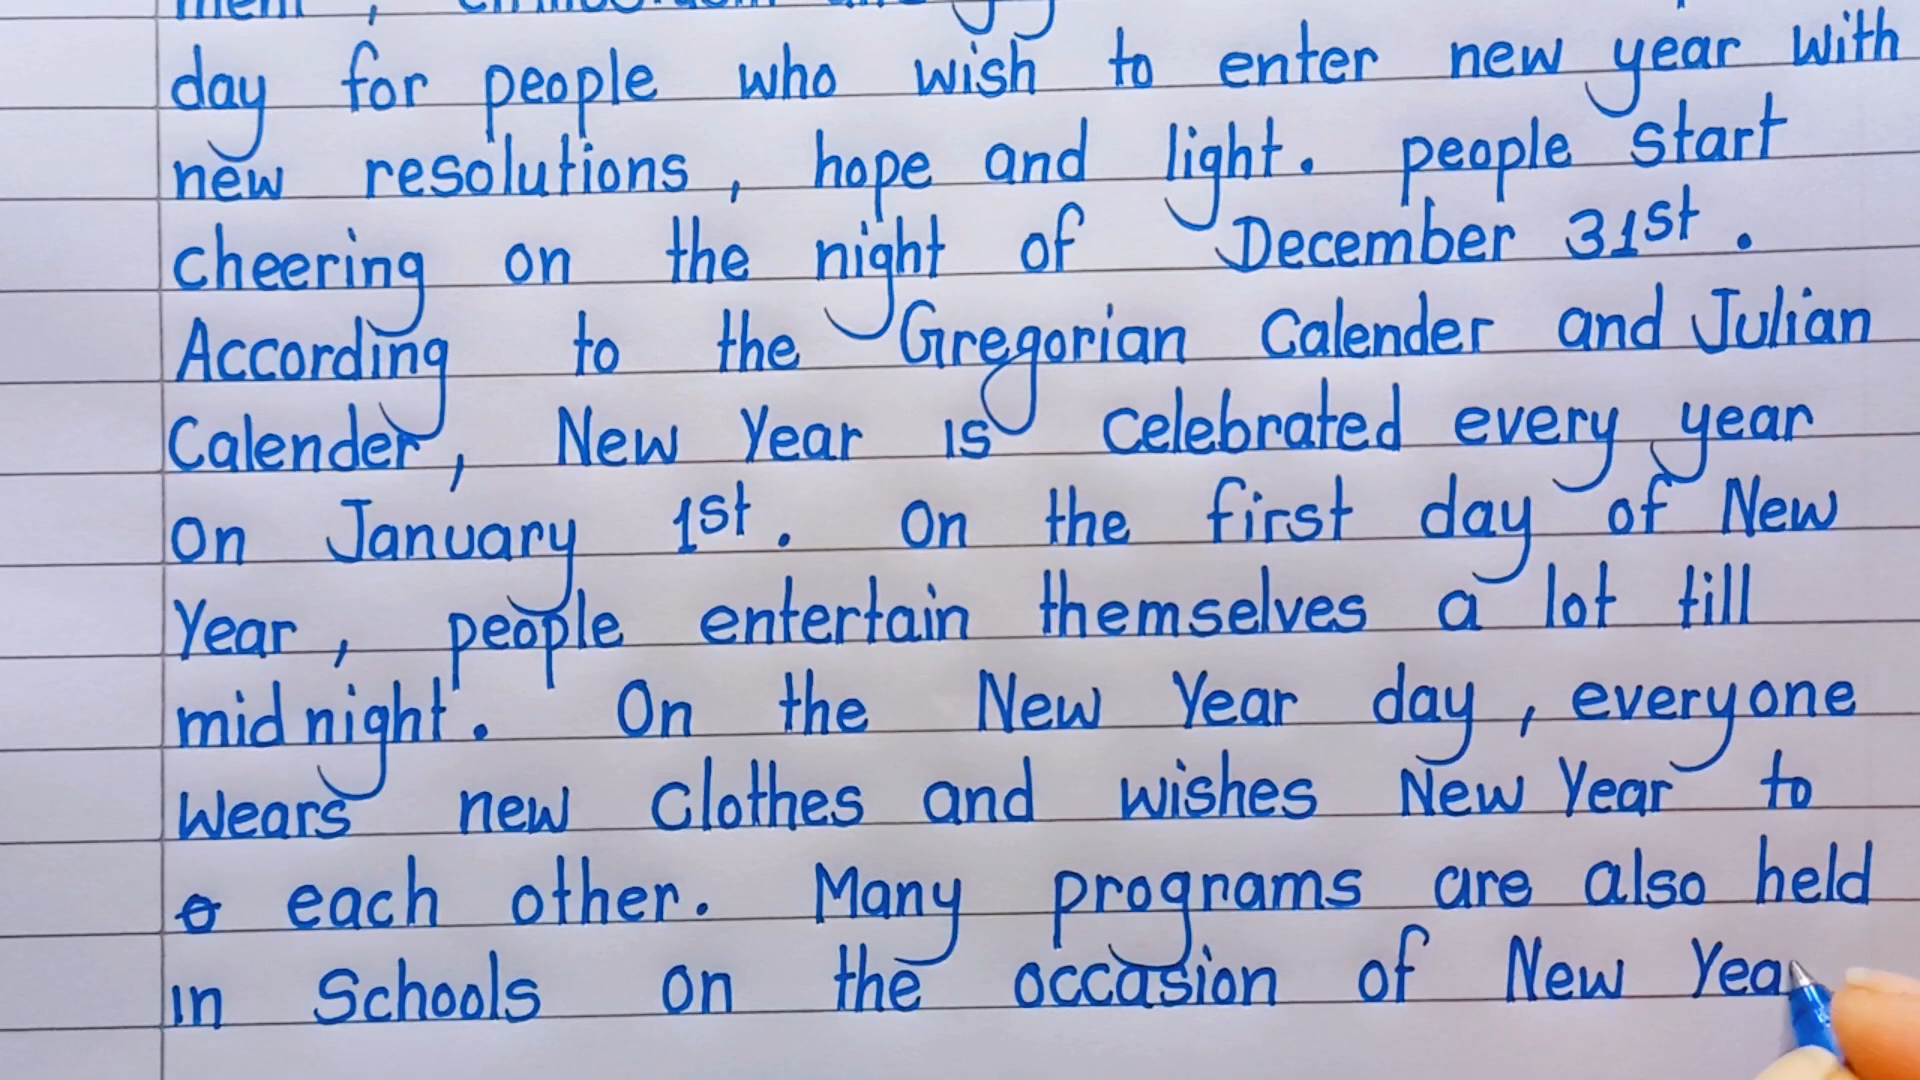 day for people who wish to enter new year with
new resolutions, hope and light. people start
cheering on the night of December 31st.
According to the Gregorian Calender and Julian
Calender, New Year is celebrated every year
on January 1st. On the first day of New
Year, people entertain themselves a lot till
midnight. On the New Year day, everyone
wears new clothes and wishes New Year to
each other. Many programs are also held
in Schools on the occasion of New Yea